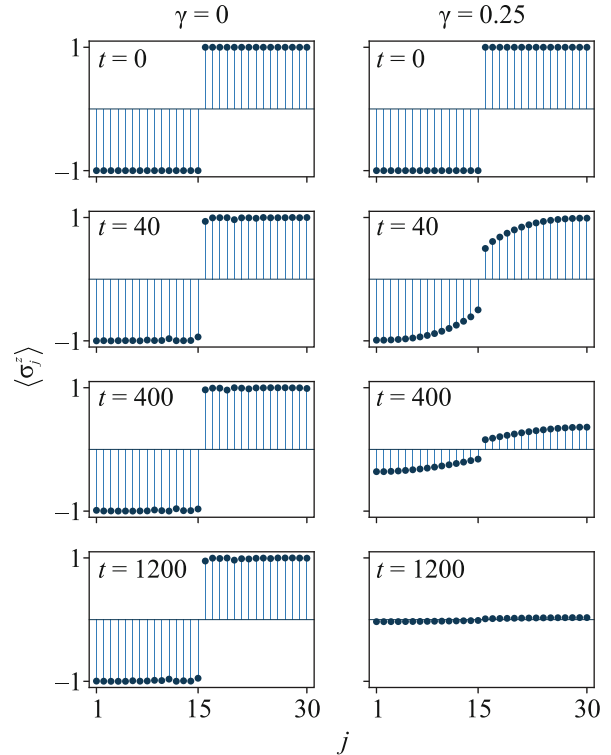 γ = 0 γ = 0.25
1 t = 0 t = 0
−1
1 t = 40 t = 40
−1
⟨σ_j^z⟩
1 t = 400 t = 400
−1
1 t = 1200 t = 1200
−1
1 15 30 1 15 30
j